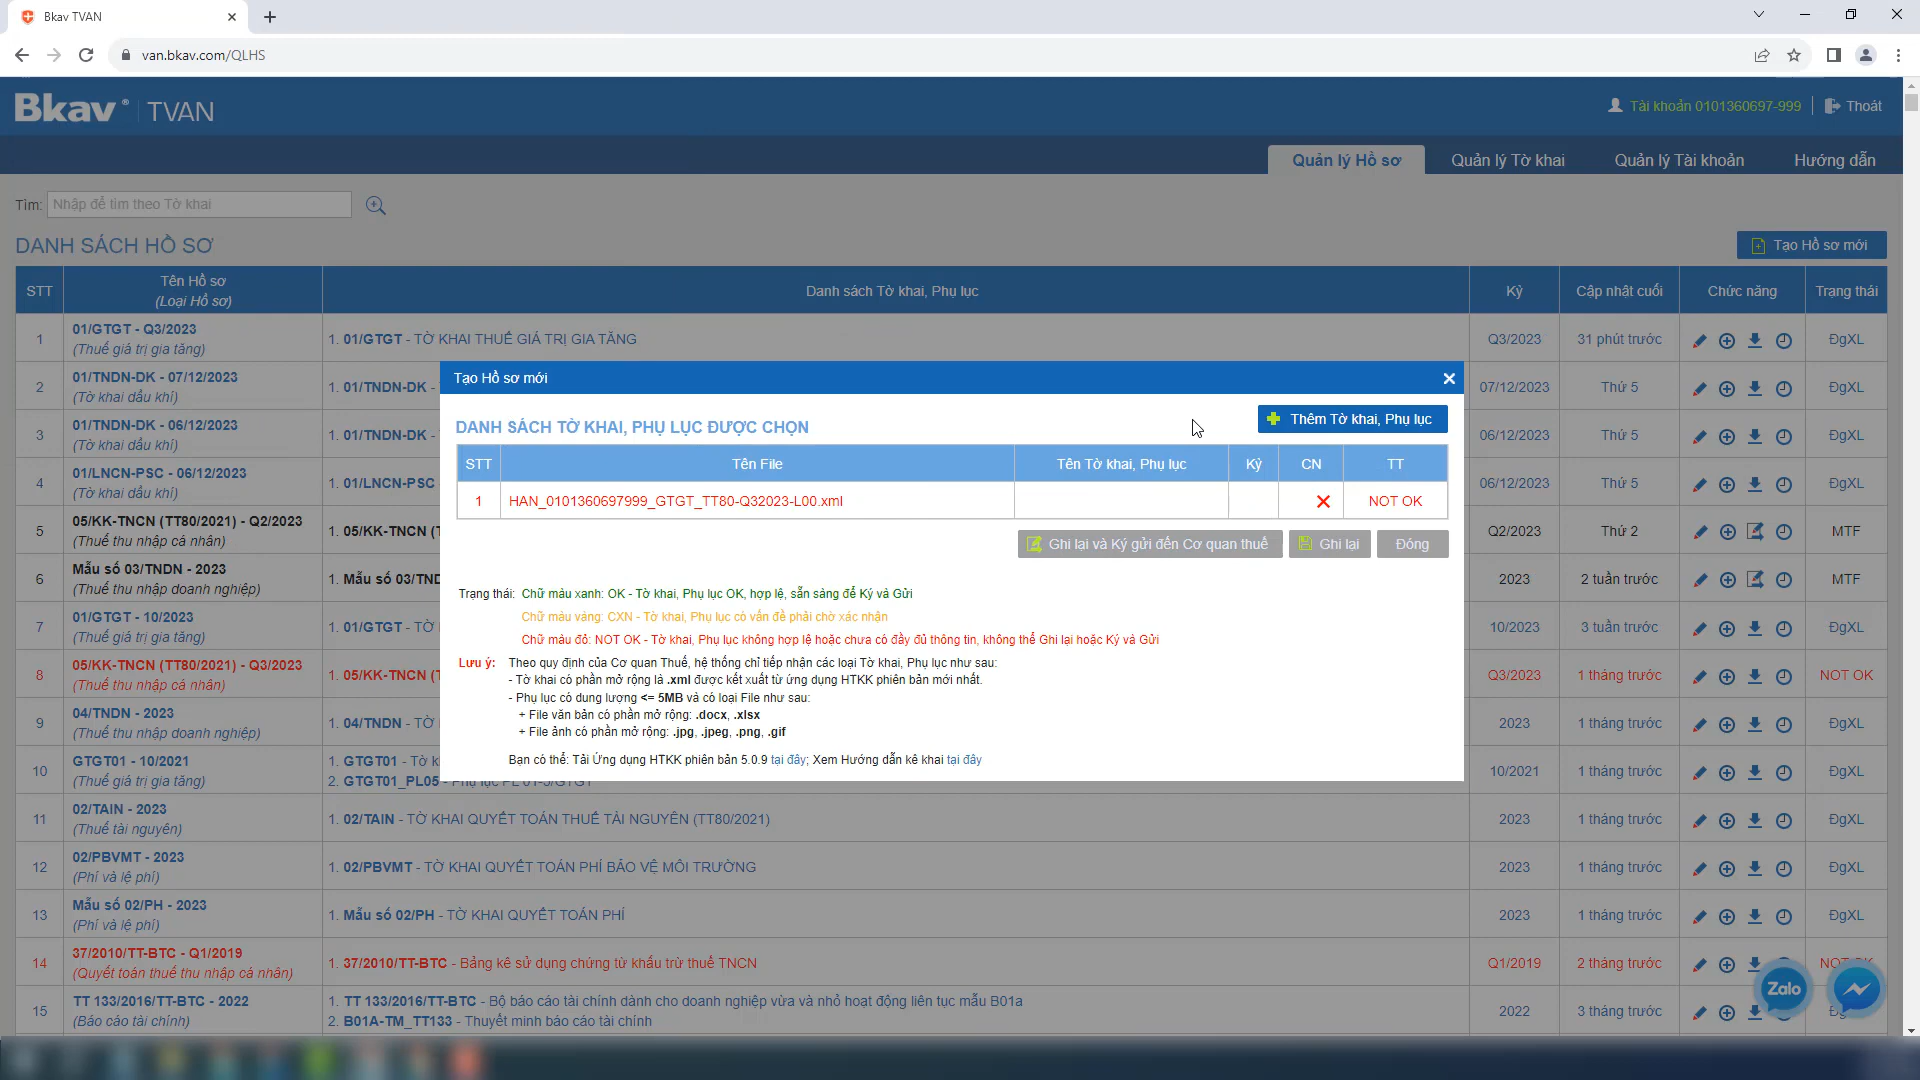 Bkav TVAN
van.bkav.com/QLHS
Bkav ® TVAN
Tài khoản 0101360697-999
Thoát
Quản lý Hồ sơ
Quản lý Tờ khai
Quản lý Tài khoản
Hướng dẫn
Tìm: Nhập để tìm theo Tờ khai
DANH SÁCH HỒ SƠ
Tạo Hồ sơ mới
STT Tên Hồ sơ (Loại Hồ sơ) Danh sách Tờ khai, Phụ lục Kỳ Cập nhật cuối Chức năng Trạng thái
1 01/GTGT - Q3/2023 1. 01/GTGT - TỜ KHAI THUẾ GIÁ TRỊ GIA TĂNG Q3/2023 31 phút trước ĐgXL
(Thuế giá trị gia tăng)
2 01/TNDN-DK - 07/12/2023 1. 01/TNDN-DK - 07/12/2023 Thứ 5 ĐgXL
(Tờ khai dầu khí)
3 01/TNDN-DK - 06/12/2023 1. 01/TNDN-DK - 06/12/2023 Thứ 5 ĐgXL
(Tờ khai dầu khí)
4 01/LNCN-PSC - 06/12/2023 1. 01/LNCN-PSC 06/12/2023 Thứ 5 ĐgXL
(Tờ khai dầu khí)
5 05/KK-TNCN (TT80/2021) - Q2/2023 1. 05/KK-TNCN (T Q2/2023 Thứ 2 MTF
(Thuế thu nhập cá nhân)
6 Mẫu số 03/TNDN - 2023 1. Mẫu số 03/TND 2023 2 tuần trước MTF
(Thuế thu nhập doanh nghiệp)
7 01/GTGT - 10/2023 1. 01/GTGT - TỜ 10/2023 3 tuần trước ĐgXL
(Thuế giá trị gia tăng)
8 05/KK-TNCN (TT80/2021) - Q3/2023 1. 05/KK-TNCN (T Q3/2023 1 tháng trước NOT OK
(Thuế thu nhập cá nhân)
9 04/TNDN - 2023 1. 04/TNDN - TỜ 2023 1 tháng trước ĐgXL
(Thuế thu nhập doanh nghiệp)
10 GTGT01 - 10/2021 1. GTGT01 - Tờ k 10/2021 1 tháng trước ĐgXL
(Thuế giá trị gia tăng) 2. GTGT01_PL05 - Phụ lục PL 01-5/GTGT
11 02/TAIN - 2023 1. 02/TAIN - TỜ KHAI QUYẾT TOÁN THUẾ TÀI NGUYÊN (TT80/2021) 2023 1 tháng trước ĐgXL
(Thuế tài nguyên)
12 02/PBVMT - 2023 1. 02/PBVMT - TỜ KHAI QUYẾT TOÁN PHÍ BẢO VỆ MÔI TRƯỜNG 2023 1 tháng trước ĐgXL
(Phí và lệ phí)
13 Mẫu số 02/PH - 2023 1. Mẫu số 02/PH - TỜ KHAI QUYẾT TOÁN PHÍ 2023 1 tháng trước ĐgXL
(Phí và lệ phí)
14 37/2010/TT-BTC - Q1/2019 1. 37/2010/TT-BTC - Bảng kê sử dụng chứng từ khấu trừ thuế TNCN Q1/2019 2 tháng trước
(Quyết toán thuế thu nhập cá nhân)
15 TT 133/2016/TT-BTC - 2022 1. TT 133/2016/TT-BTC - Bộ báo cáo tài chính dành cho doanh nghiệp vừa và nhỏ hoạt động liên tục mẫu B01a 2022 3 tháng trước
(Báo cáo tài chính) 2. B01A-TM_TT133 - Thuyết minh báo cáo tài chính
Zalo
Tạo Hồ sơ mới
DANH SÁCH TỜ KHAI, PHỤ LỤC ĐƯỢC CHỌN
Thêm Tờ khai, Phụ lục
STT Tên File Tên Tờ khai, Phụ lục Kỳ CN TT
1 HAN_0101360697999_GTGT_TT80-Q32023-L00.xml NOT OK
Ghi lại và Ký gửi đến Cơ quan thuế
Ghi lại
Đóng
Trạng thái: Chữ màu xanh: OK - Tờ khai, Phụ lục OK, hợp lệ, sẵn sàng để Ký và Gửi
Chữ màu vàng: CXN - Tờ khai, Phụ lục có vấn đề phải chờ xác nhận
Chữ màu đỏ: NOT OK - Tờ khai, Phụ lục không hợp lệ hoặc chưa có đầy đủ thông tin, không thể Ghi lại hoặc Ký và Gửi
Lưu ý: Theo quy định của Cơ quan Thuế, hệ thống chỉ tiếp nhận các loại Tờ khai, Phụ lục như sau:
- Tờ khai có phần mở rộng là .xml được kết xuất từ ứng dụng HTKK phiên bản mới nhất.
- Phụ lục có dung lượng <= 5MB và có loại File như sau:
+ File văn bản có phần mở rộng: .docx, .xlsx
+ File ảnh có phần mở rộng: .jpg, .jpeg, .png, .gif
Bạn có thể: Tải Ứng dụng HTKK phiên bản 5.0.9 tại đây; Xem Hướng dẫn kê khai tại đây